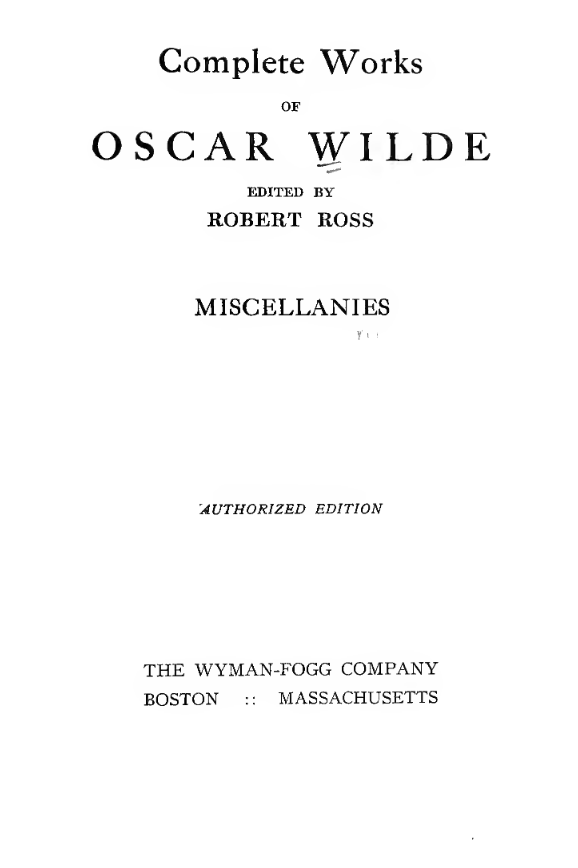 Complete Works
OF
OSCAR WILDE
EDITED BY
ROBERT ROSS
MISCELLANIES
AUTHORIZED EDITION
THE WYMAN-FOGG COMPANY
BOSTON :: MASSACHUSETTS